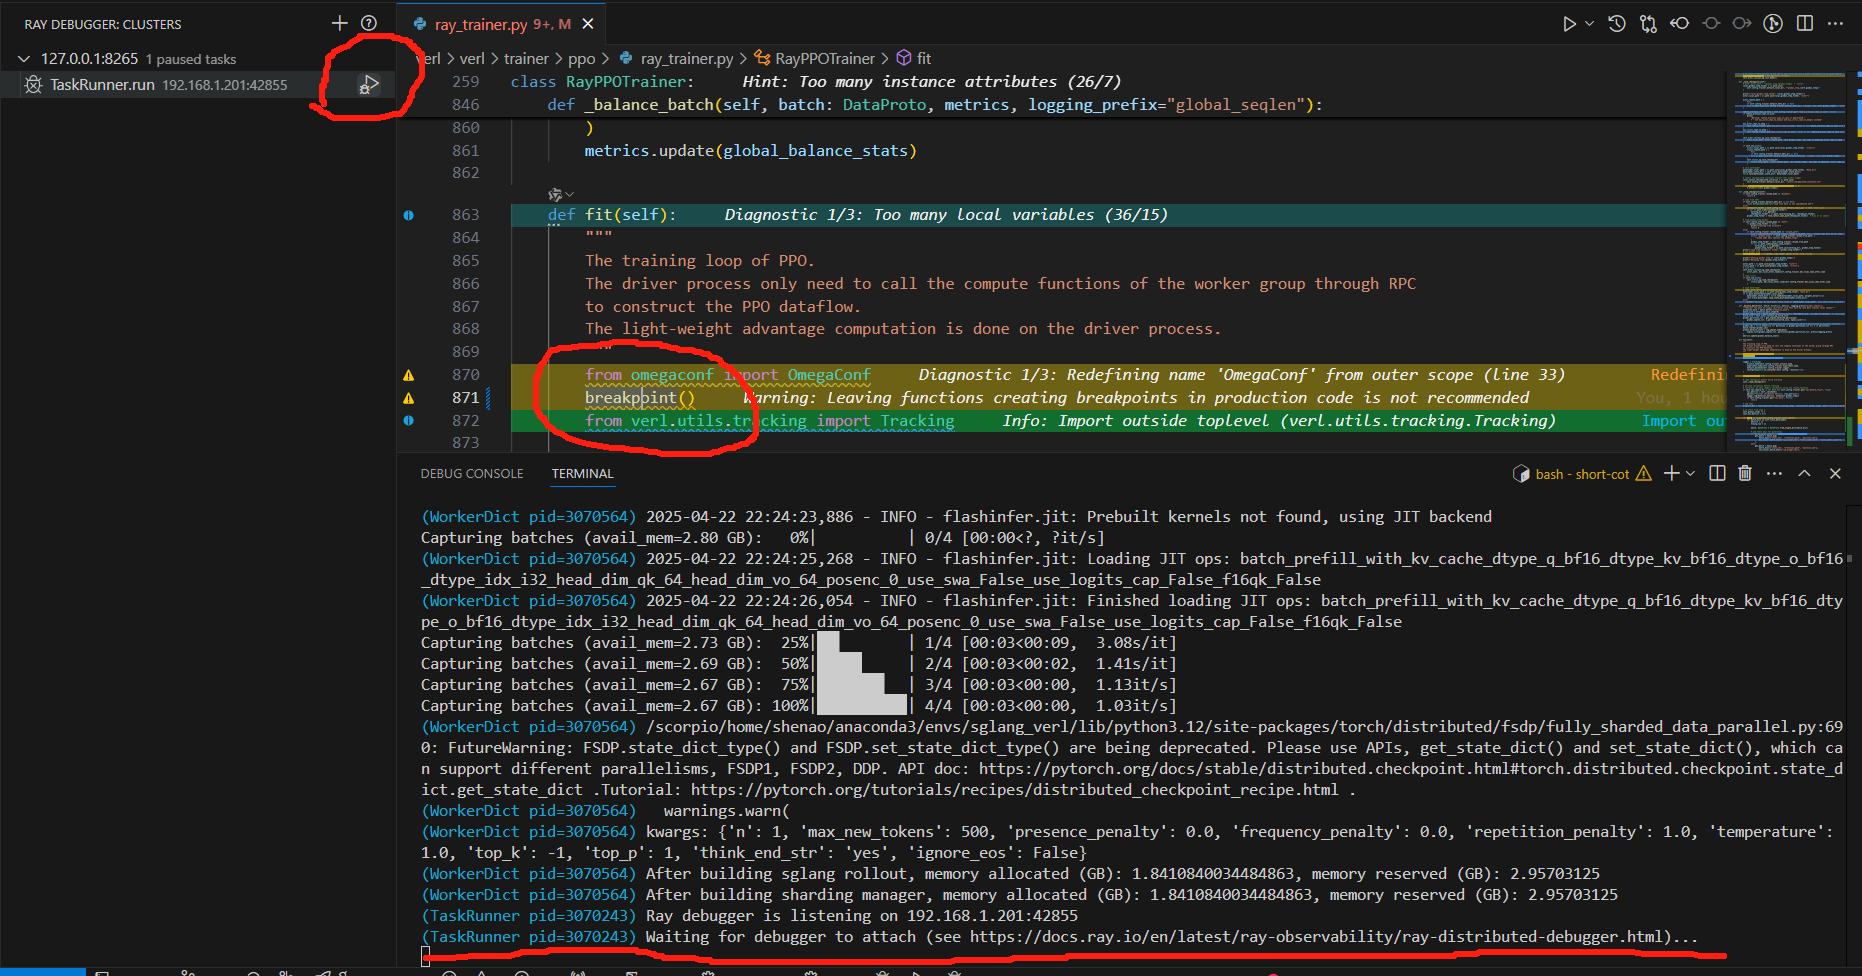 RAY DEBUGGER: CLUSTERS
127.0.0.1:8265 1 paused tasks
TaskRunner.run 192.168.1.201:42855
ray_trainer.py 9+, M
verl > verl > trainer > ppo > ray_trainer.py > RayPPOTrainer > fit
259 class RayPPOTrainer: Hint: Too many instance attributes (26/7)
846 def _balance_batch(self, batch: DataProto, metrics, logging_prefix="global_seqlen"):
860 )
861 metrics.update(global_balance_stats)
862
863 def fit(self): Diagnostic 1/3: Too many local variables (36/15)
864 """
865 The training loop of PPO.
866 The driver process only need to call the compute functions of the worker group through RPC
867 to construct the PPO dataflow.
868 The light-weight advantage computation is done on the driver process.
869 """
870 from omegaconf import OmegaConf Diagnostic 1/3: Redefining name 'OmegaConf' from outer scope (line 33) Redefini
871 breakpoint() Warning: Leaving functions creating breakpoints in production code is not recommended You, 1 hou
872 from verl.utils.tracking import Tracking Info: Import outside toplevel (verl.utils.tracking.Tracking) Import ou
873
DEBUG CONSOLE TERMINAL bash - short-cot
(WorkerDict pid=3070564) 2025-04-22 22:24:23,886 - INFO - flashinfer.jit: Prebuilt kernels not found, using JIT backend
Capturing batches (avail_mem=2.80 GB): 0%| | 0/4 [00:00<?, ?it/s]
(WorkerDict pid=3070564) 2025-04-22 22:24:25,268 - INFO - flashinfer.jit: Loading JIT ops: batch_prefill_with_kv_cache_dtype_q_bf16_dtype_kv_bf16_dtype_o_bf16
_dtype_idx_i32_head_dim_qk_64_head_dim_vo_64_posenc_0_use_swa_False_use_logits_cap_False_f16qk_False
(WorkerDict pid=3070564) 2025-04-22 22:24:26,054 - INFO - flashinfer.jit: Finished loading JIT ops: batch_prefill_with_kv_cache_dtype_q_bf16_dtype_kv_bf16_dty
pe_o_bf16_dtype_idx_i32_head_dim_qk_64_head_dim_vo_64_posenc_0_use_swa_False_use_logits_cap_False_f16qk_False
Capturing batches (avail_mem=2.73 GB): 25%| | 1/4 [00:03<00:09, 3.08s/it]
Capturing batches (avail_mem=2.69 GB): 50%| | 2/4 [00:03<00:02, 1.41s/it]
Capturing batches (avail_mem=2.67 GB): 75%| | 3/4 [00:03<00:00, 1.13it/s]
Capturing batches (avail_mem=2.67 GB): 100%| | 4/4 [00:03<00:00, 1.03it/s]
(WorkerDict pid=3070564) /scorpio/home/shenao/anaconda3/envs/sglang_verl/lib/python3.12/site-packages/torch/distributed/fsdp/fully_sharded_data_parallel.py:69
0: FutureWarning: FSDP.state_dict_type() and FSDP.set_state_dict_type() are being deprecated. Please use APIs, get_state_dict() and set_state_dict(), which ca
n support different parallelisms, FSDP1, FSDP2, DDP. API doc: https://pytorch.org/docs/stable/distributed.checkpoint.html#torch.distributed.checkpoint.state_d
ict.get_state_dict .Tutorial: https://pytorch.org/tutorials/recipes/distributed_checkpoint_recipe.html .
(WorkerDict pid=3070564) warnings.warn(
(WorkerDict pid=3070564) kwargs: {'n': 1, 'max_new_tokens': 500, 'presence_penalty': 0.0, 'frequency_penalty': 0.0, 'repetition_penalty': 1.0, 'temperature':
1.0, 'top_k': -1, 'top_p': 1, 'think_end_str': 'yes', 'ignore_eos': False}
(WorkerDict pid=3070564) After building sglang rollout, memory allocated (GB): 1.8410840034484863, memory reserved (GB): 2.95703125
(WorkerDict pid=3070564) After building sharding manager, memory allocated (GB): 1.8410840034484863, memory reserved (GB): 2.95703125
(TaskRunner pid=3070243) Ray debugger is listening on 192.168.1.201:42855
(TaskRunner pid=3070243) Waiting for debugger to attach (see https://docs.ray.io/en/latest/ray-observability/ray-distributed-debugger.html)...